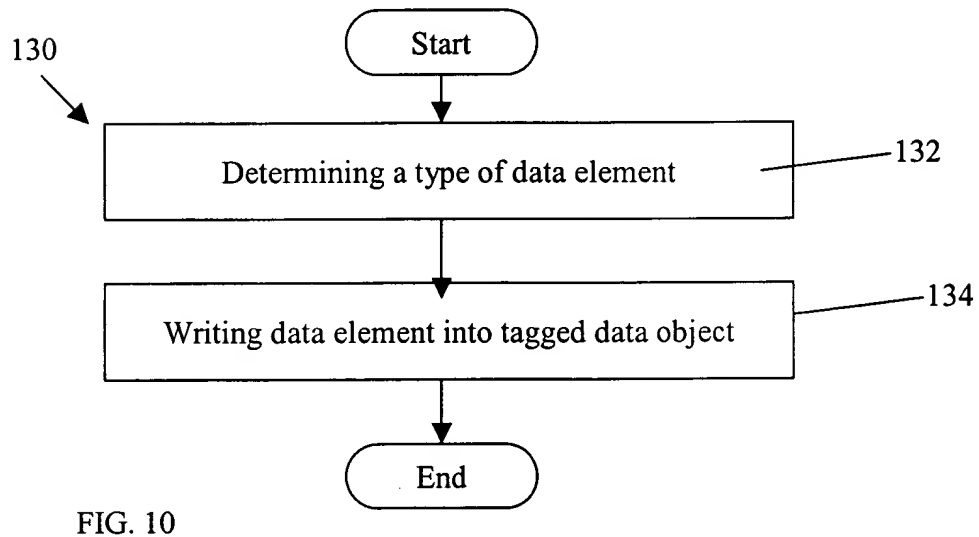 Start
130
Determining a type of data element
132
Writing data element into tagged data object
134
End
FIG. 10